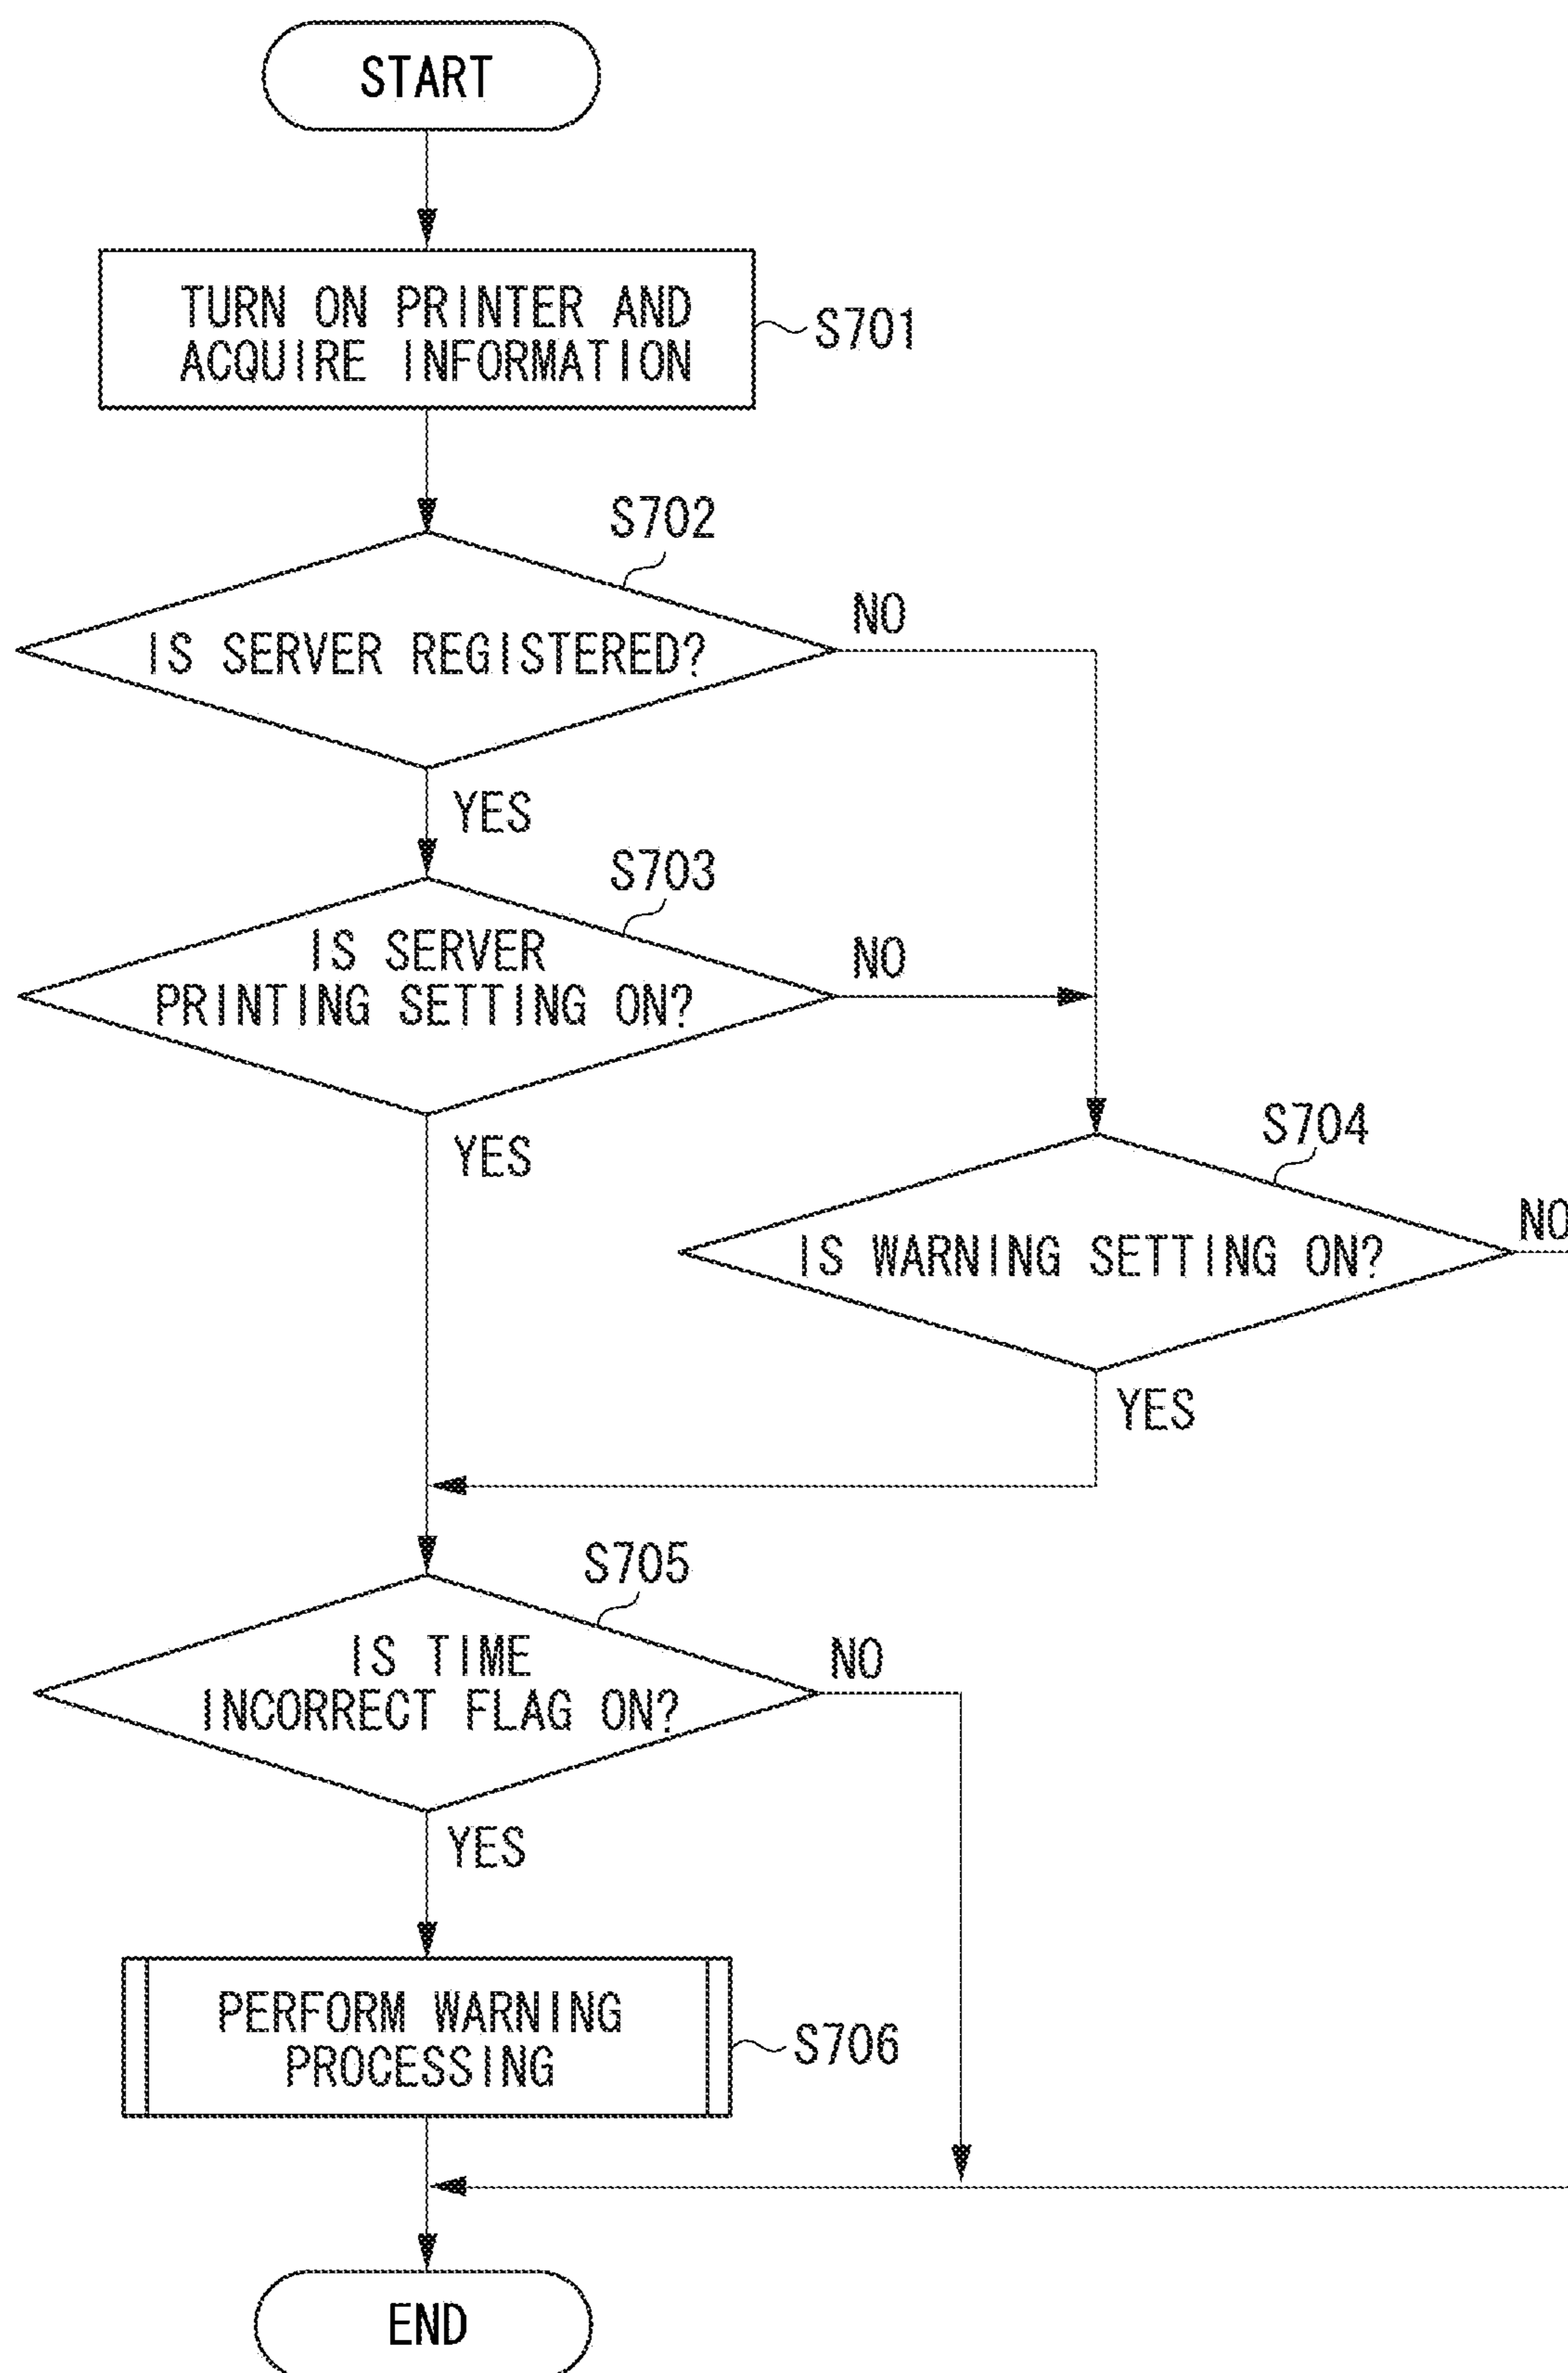 START
TURN ON PRINTER AND
ACQUIRE INFORMATION
S701
S702
IS SERVER REGISTERED?
NO
YES
S703
IS SERVER
PRINTING SETTING ON?
NO
YES
S704
IS WARNING SETTING ON?
NO
YES
S705
IS TIME
INCORRECT FLAG ON?
NO
YES
PERFORM WARNING
PROCESSING
S706
END